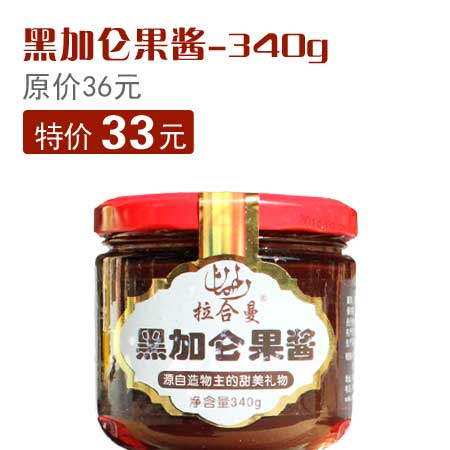 黑加仑果酱-340g
原价36元
特价 33元
拉合曼®
黑加仑果酱
源自造物主的甜美礼物
净含量340g